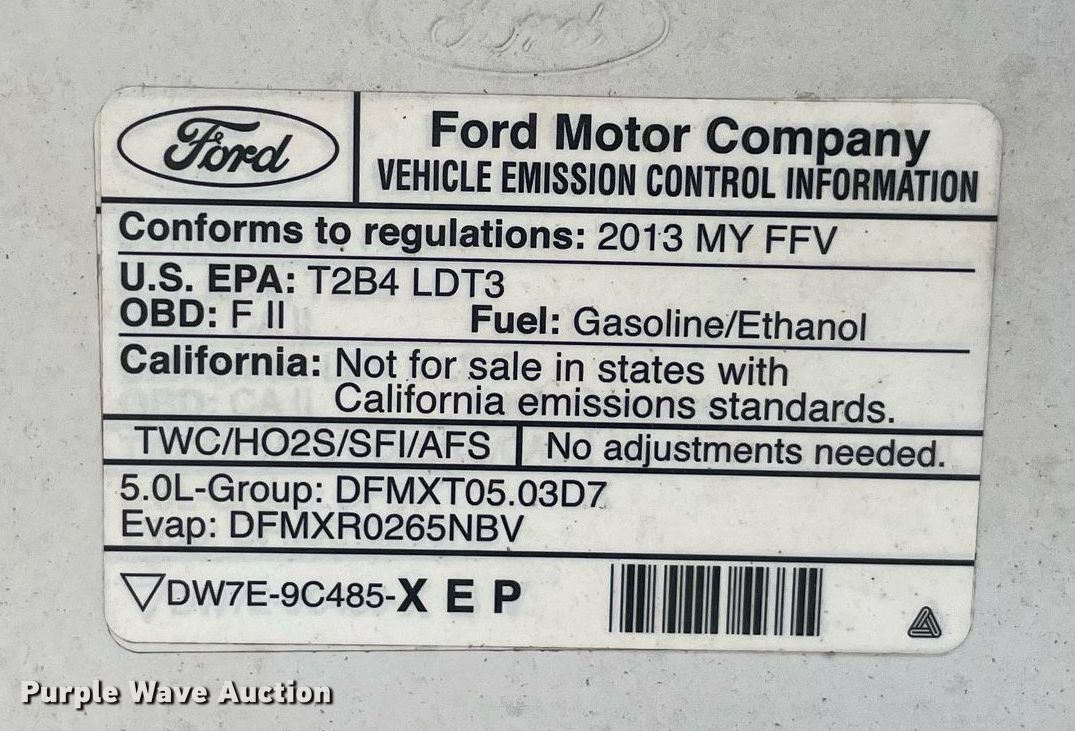 Ford
Ford
Ford Motor Company
VEHICLE EMISSION CONTROL INFORMATION
Conforms to regulations: 2013 MY FFV
U.S. EPA: T2B4 LDT3
OBD: F II Fuel: Gasoline/Ethanol
California: Not for sale in states with
California emissions standards.
TWC/HO2S/SFI/AFS No adjustments needed.
5.0L-Group: DFMXT05.03D7
Evap: DFMXR0265NBV
DW7E-9C485-X E P
Purple Wave Auction